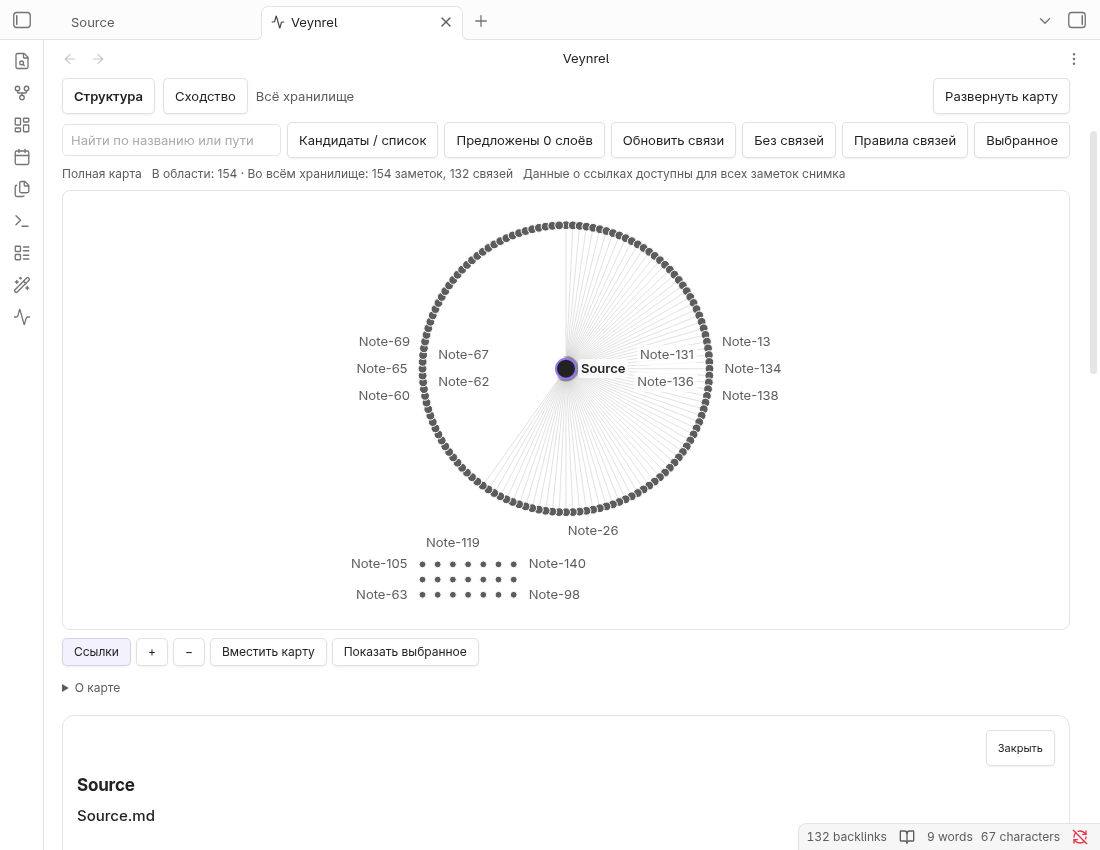 Source
Veynrel
Veynrel
Структура
Сходство
Всё хранилище
Развернуть карту
Найти по названию или пути
Кандидаты / список
Предложены 0 слоёв
Обновить связи
Без связей
Правила связей
Выбранное
Полная карта В области: 154 · Во всём хранилище: 154 заметок, 132 связей Данные о ссылках доступны для всех заметок снимка
Note-69
Note-67
Note-131
Note-13
Note-65
Source
Note-134
Note-60
Note-62
Note-136
Note-138
Note-26
Note-119
Note-105
Note-140
Note-63
Note-98
Ссылки
+
−
Вместить карту
Показать выбранное
О карте
Закрыть
Source
Source.md
132 backlinks
9 words
67 characters